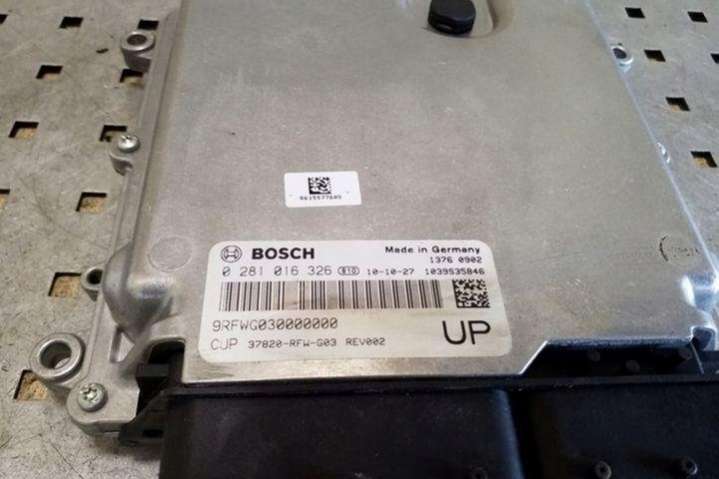 BOSCH Made in Germany
1376 0902
0 281 016 326 10-10-27 1039S35846
9RFWG030000000
CJP 37820-RFW-G03 REV002 UP